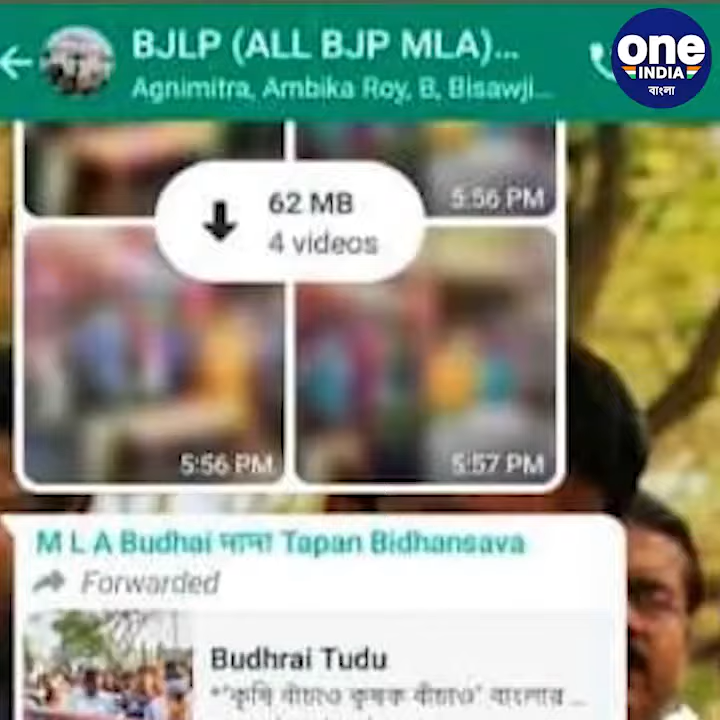 BJLP (ALL BJP MLA)...
Agnimitra, Ambika Roy, B, Bisawji...
one
INDIA
বাংলা
62 MB
4 videos
5:56 PM
5:56 PM
5:57 PM
M L A Budhai দাদা Tapan Bidhansava
Forwarded
Budhrai Tudu
*"কৃষি বাঁচাও কৃষক বাঁচাও" বাংলার ...